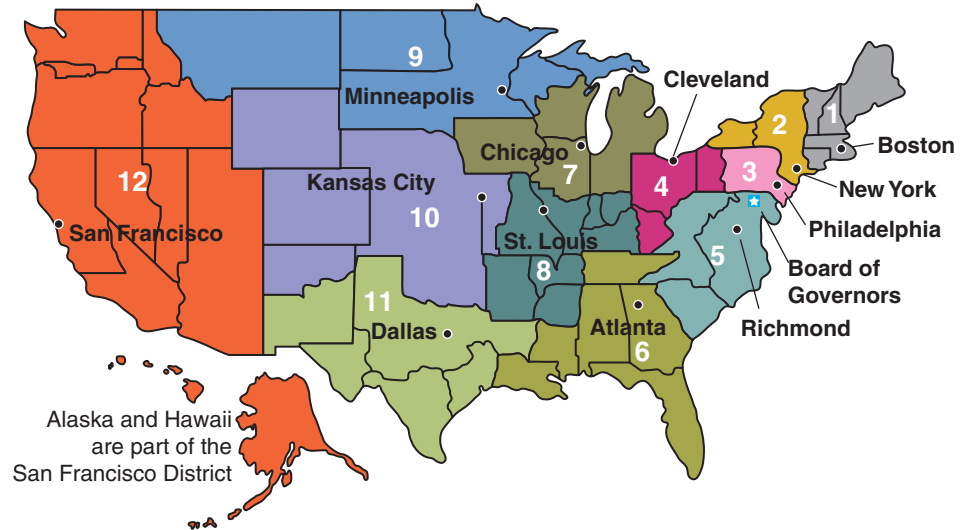 9
Minneapolis
Cleveland
2
1
Chicago
Boston
7
4
3
12
Kansas City
New York
10
San Francisco
Philadelphia
St. Louis
5
8
Board of
Governors
11
Dallas
Atlanta
Richmond
6
Alaska and Hawaii
are part of the
San Francisco District